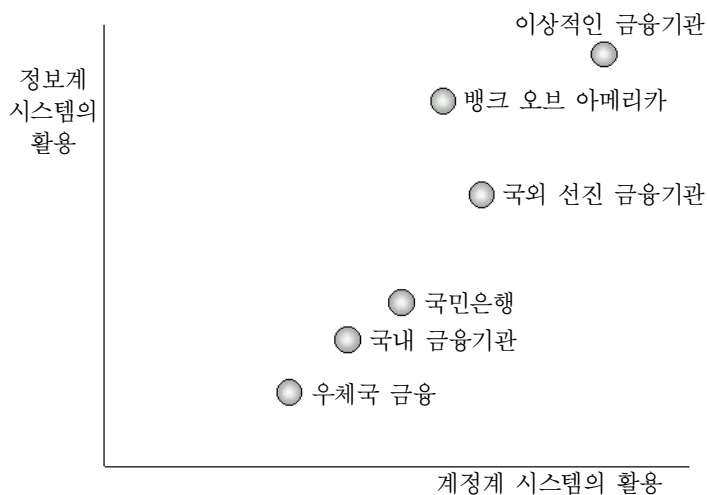 이상적인 금융기관
정보계
시스템의
활용
뱅크 오브 아메리카
국외 선진 금융기관
국민은행
국내 금융기관
우체국 금융
계정계 시스템의 활용